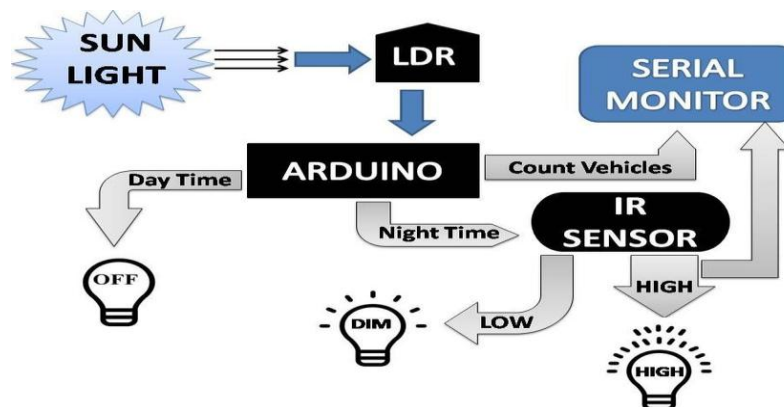 SUN
LIGHT
LDR
SERIAL
MONITOR
ARDUINO
Count Vehicles
Day Time
Night Time
IR
SENSOR
OFF
DIM
LOW
HIGH
HIGH